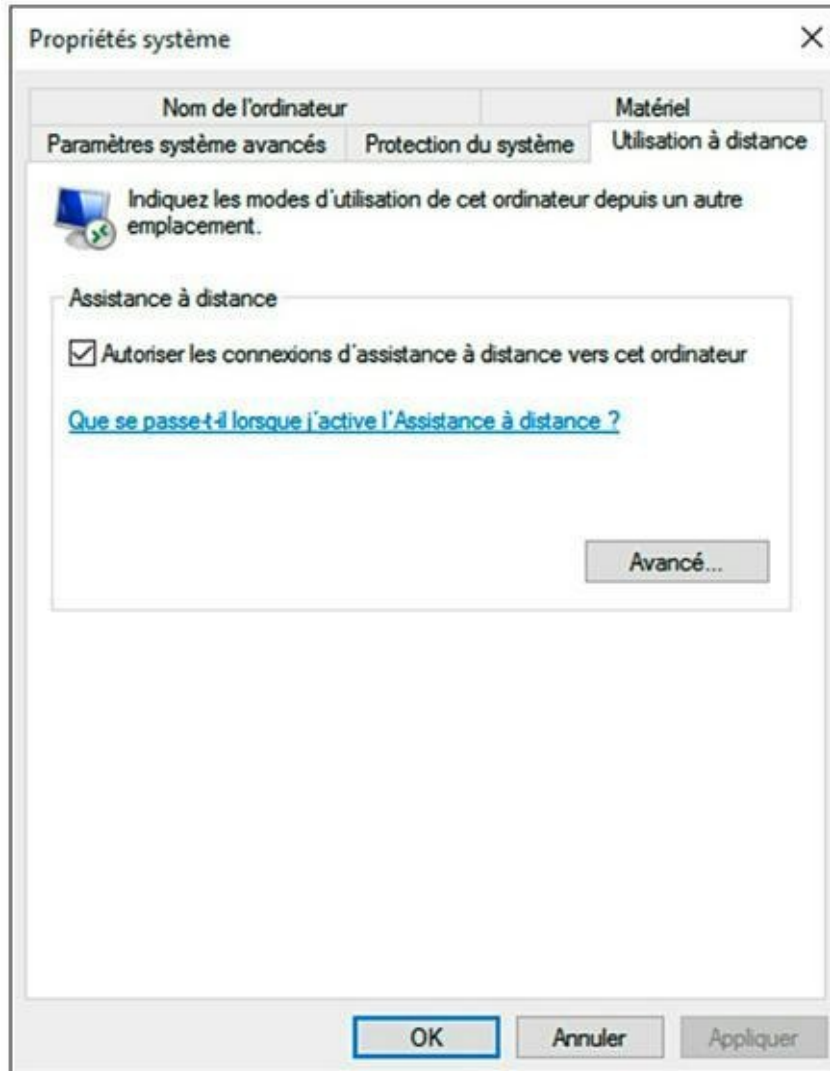 Propriétés système
Nom de l'ordinateur
Matériel
Paramètres système avancés
Protection du système
Utilisation à distance
Indiquez les modes d'utilisation de cet ordinateur depuis un autre
emplacement.
Assistance à distance
Autoriser les connexions d'assistance à distance vers cet ordinateur
Que se passe-t-il lorsque j'active l'Assistance à distance ?
Avancé...
OK
Annuler
Appliquer